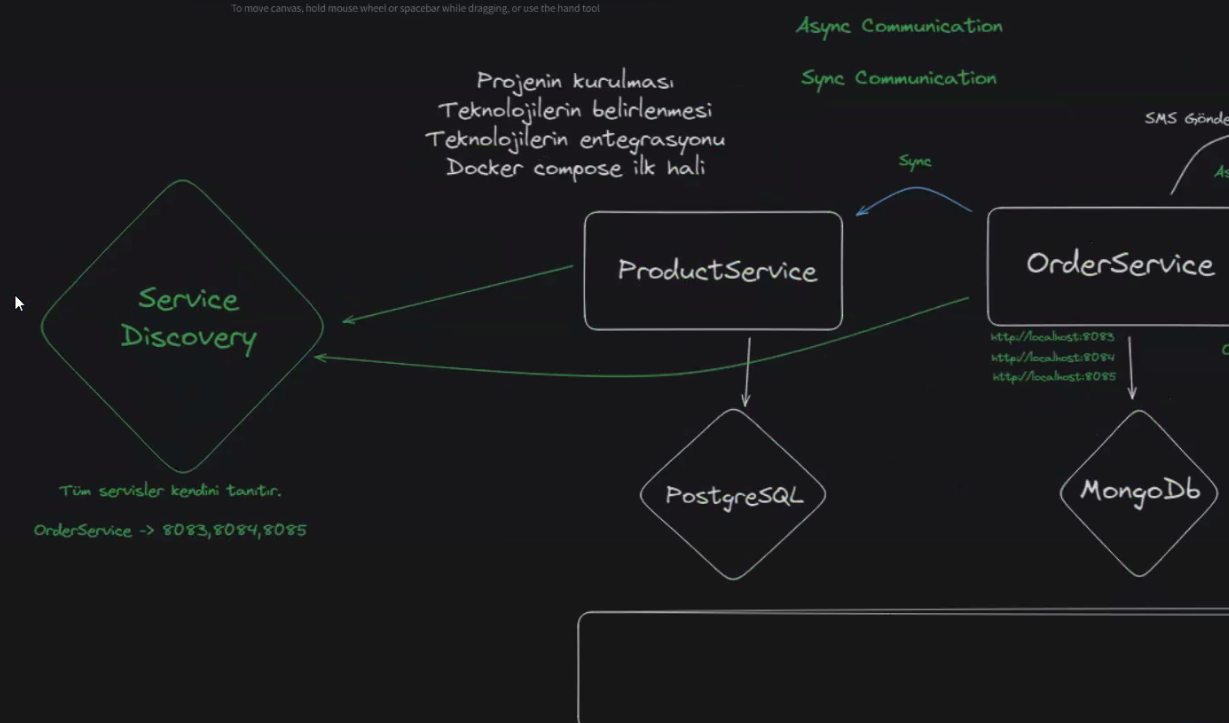 To move canvas, hold mouse wheel or spacebar while dragging, or use the hand tool
Async Communication
Sync Communication
Projenin kurulması
Teknolojilerin belirlenmesi
Teknolojilerin entegrasyonu
Docker compose ilk hali
SMS Gönde
Sync
As
ProductService
OrderService
Service
Discovery
http://localhost:8083
http://localhost:8084
http://localhost:8085
PostgreSQL
MongoDb
Tüm servisler kendini tanıtır.
OrderService -> 8083,8084,8085